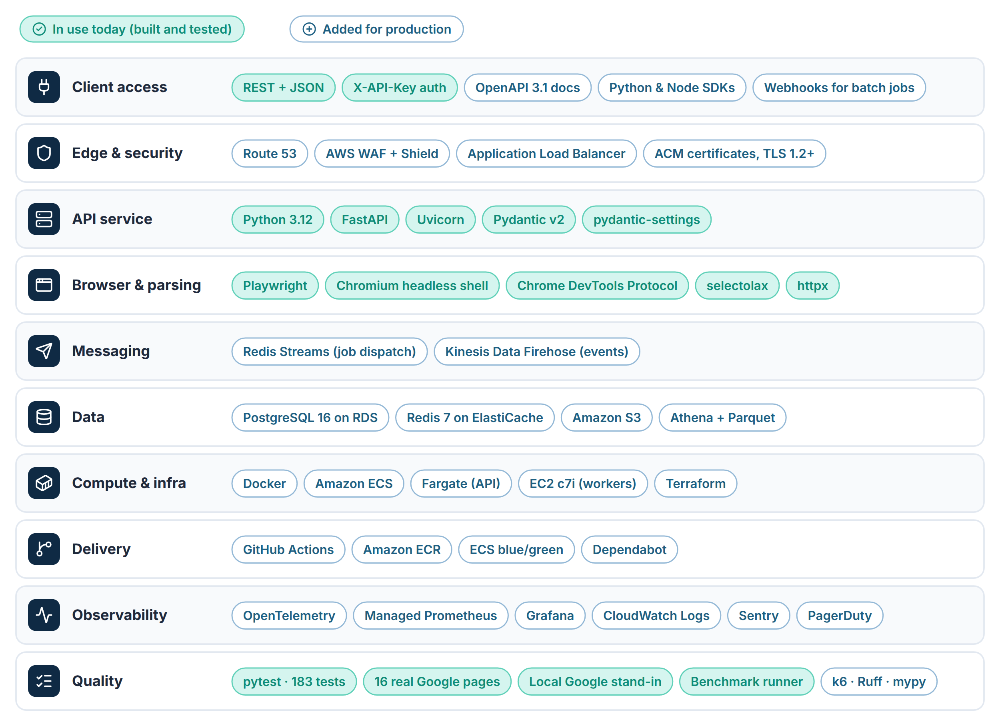 In use today (built and tested) Added for production
Client access REST + JSON X-API-Key auth OpenAPI 3.1 docs Python & Node SDKs Webhooks for batch jobs
Edge & security Route 53 AWS WAF + Shield Application Load Balancer ACM certificates, TLS 1.2+
API service Python 3.12 FastAPI Uvicorn Pydantic v2 pydantic-settings
Browser & parsing Playwright Chromium headless shell Chrome DevTools Protocol selectolax httpx
Messaging Redis Streams (job dispatch) Kinesis Data Firehose (events)
Data PostgreSQL 16 on RDS Redis 7 on ElastiCache Amazon S3 Athena + Parquet
Compute & infra Docker Amazon ECS Fargate (API) EC2 c7i (workers) Terraform
Delivery GitHub Actions Amazon ECR ECS blue/green Dependabot
Observability OpenTelemetry Managed Prometheus Grafana CloudWatch Logs Sentry PagerDuty
Quality pytest · 183 tests 16 real Google pages Local Google stand-in Benchmark runner k6 · Ruff · mypy